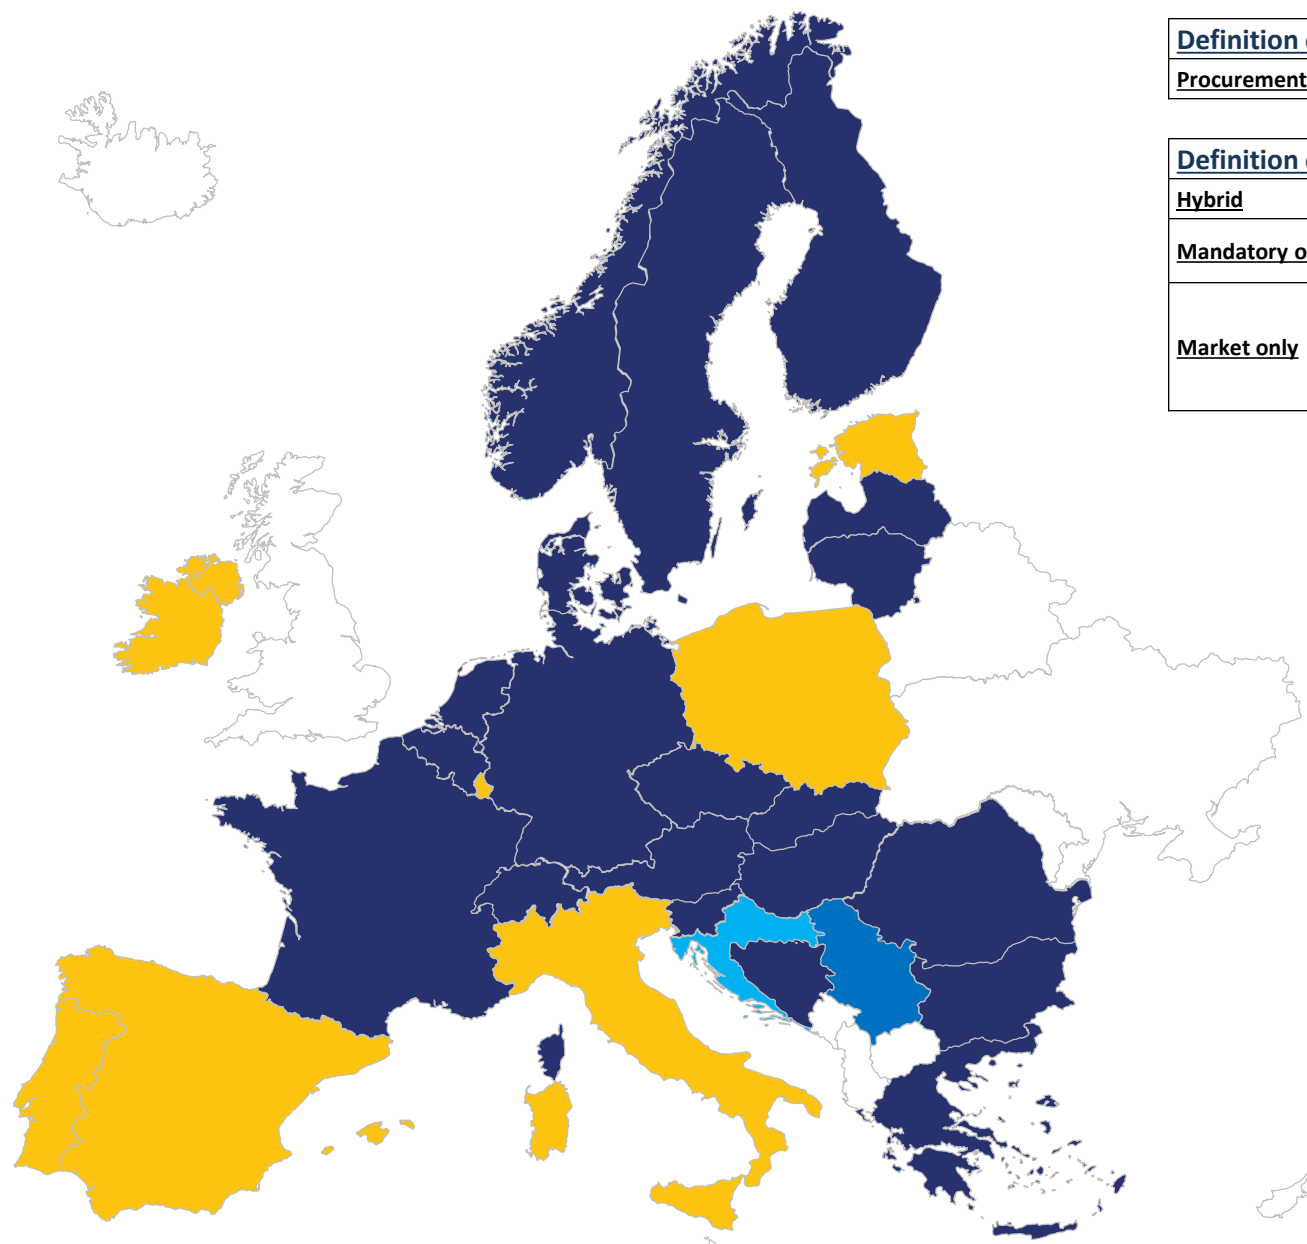 Definition
Procurement
Definition
Hybrid
Mandatory
Market only